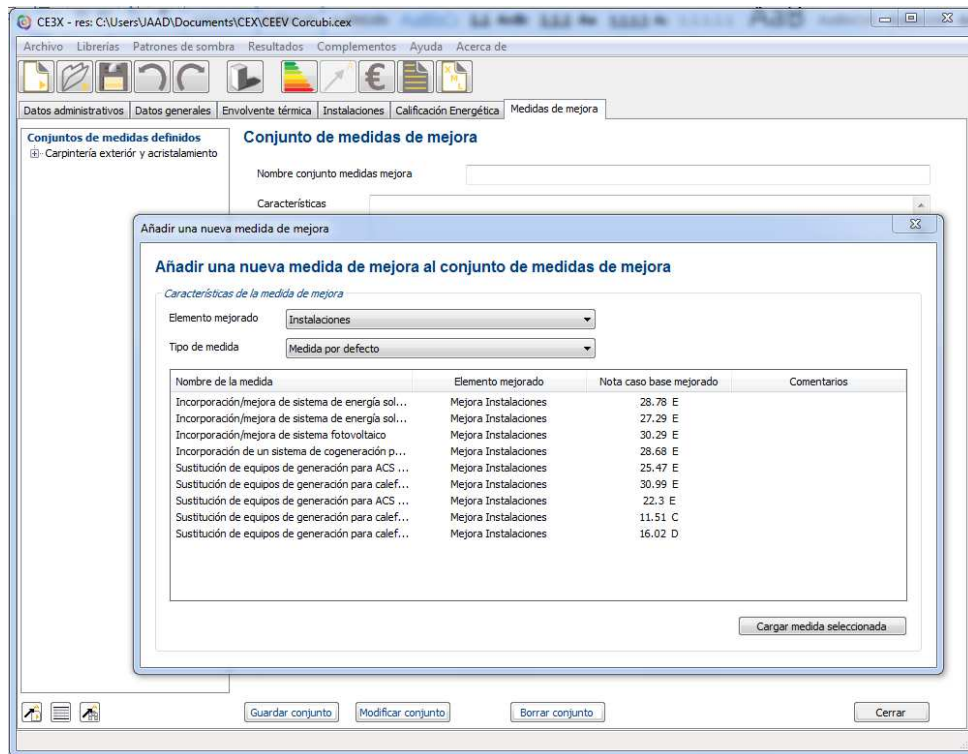 CE3X - res: C:\Users\JAAD\Documents\CEX\CEEV Corcubi.cex
Archivo Librerías Patrones de sombra Resultados Complementos Ayuda Acerca de
Datos administrativos Datos generales Envolvente térmica Instalaciones Calificación Energética Medidas de mejora
Conjuntos de medidas definidos
Carpintería exteriór y acristalamiento
Conjunto de medidas de mejora
Nombre conjunto medidas mejora
Características
Añadir una nueva medida de mejora
Añadir una nueva medida de mejora al conjunto de medidas de mejora
Características de la medida de mejora
Elemento mejorado Instalaciones
Tipo de medida Medida por defecto
Nombre de la medida Elemento mejorado Nota caso base mejorado Comentarios
Incorporación/mejora de sistema de energía sol... Mejora Instalaciones 28.78 E
Incorporación/mejora de sistema de energía sol... Mejora Instalaciones 27.29 E
Incorporación/mejora de sistema fotovoltaico Mejora Instalaciones 30.29 E
Incorporación de un sistema de cogeneración p... Mejora Instalaciones 28.68 E
Sustitución de equipos de generación para ACS ... Mejora Instalaciones 25.47 E
Sustitución de equipos de generación para calef... Mejora Instalaciones 30.99 E
Sustitución de equipos de generación para ACS ... Mejora Instalaciones 22.3 E
Sustitución de equipos de generación para calef... Mejora Instalaciones 11.51 C
Sustitución de equipos de generación para calef... Mejora Instalaciones 16.02 D
Cargar medida seleccionada
Guardar conjunto Modificar conjunto Borrar conjunto Cerrar